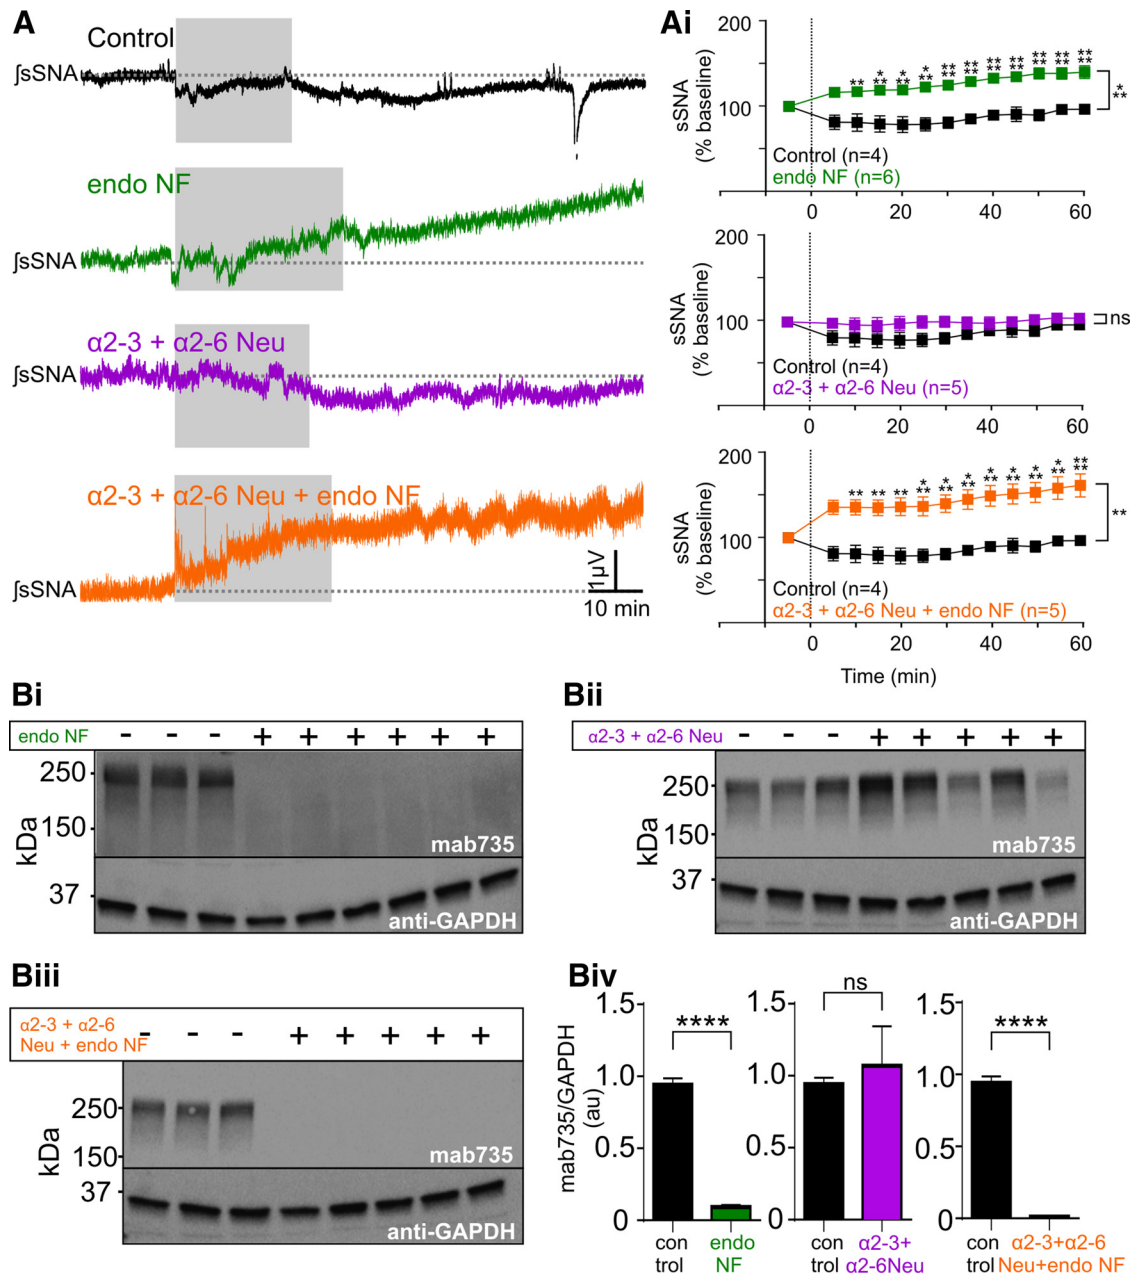 A
Control
∫sSNA
endo NF
∫sSNA
α2-3 + α2-6 Neu
∫sSNA
α2-3 + α2-6 Neu + endo NF
∫sSNA
1μV
10 min
Ai
200
100
sSNA
(% baseline)
** * ** * ** * ** ** ** ** ** ** ** ** ** ** ** ** ** ** **
* **
Control (n=4)
endo NF (n=6)
0 20 40 60
200
100
sSNA
(% baseline)
ns
Control (n=4)
α2-3 + α2-6 Neu (n=5)
0 20 40 60
200
100
sSNA
(% baseline)
** ** ** * ** * ** * ** * ** * ** * ** * ** ** **
**
Control (n=4)
α2-3 + α2-6 Neu + endo NF (n=5)
0 20 40 60
Time (min)
Bi
endo NF - - - + + + + + +
250
150
kDa
mab735
37
anti-GAPDH
Bii
α2-3 + α2-6 Neu - - - + + + + +
250
150
kDa
mab735
37
anti-GAPDH
Biii
α2-3 + α2-6
Neu + endo NF - - - + + + + +
250
150
kDa
mab735
37
anti-GAPDH
Biv
mab735/GAPDH
(au)
1.5
1.0
0.5
0
****
con
trol
endo
NF
1.5
1.0
0.5
0
ns
con
trol
α2-3+
α2-6Neu
1.5
1.0
0.5
0
****
con
trol
α2-3+α2-6
Neu+endo NF